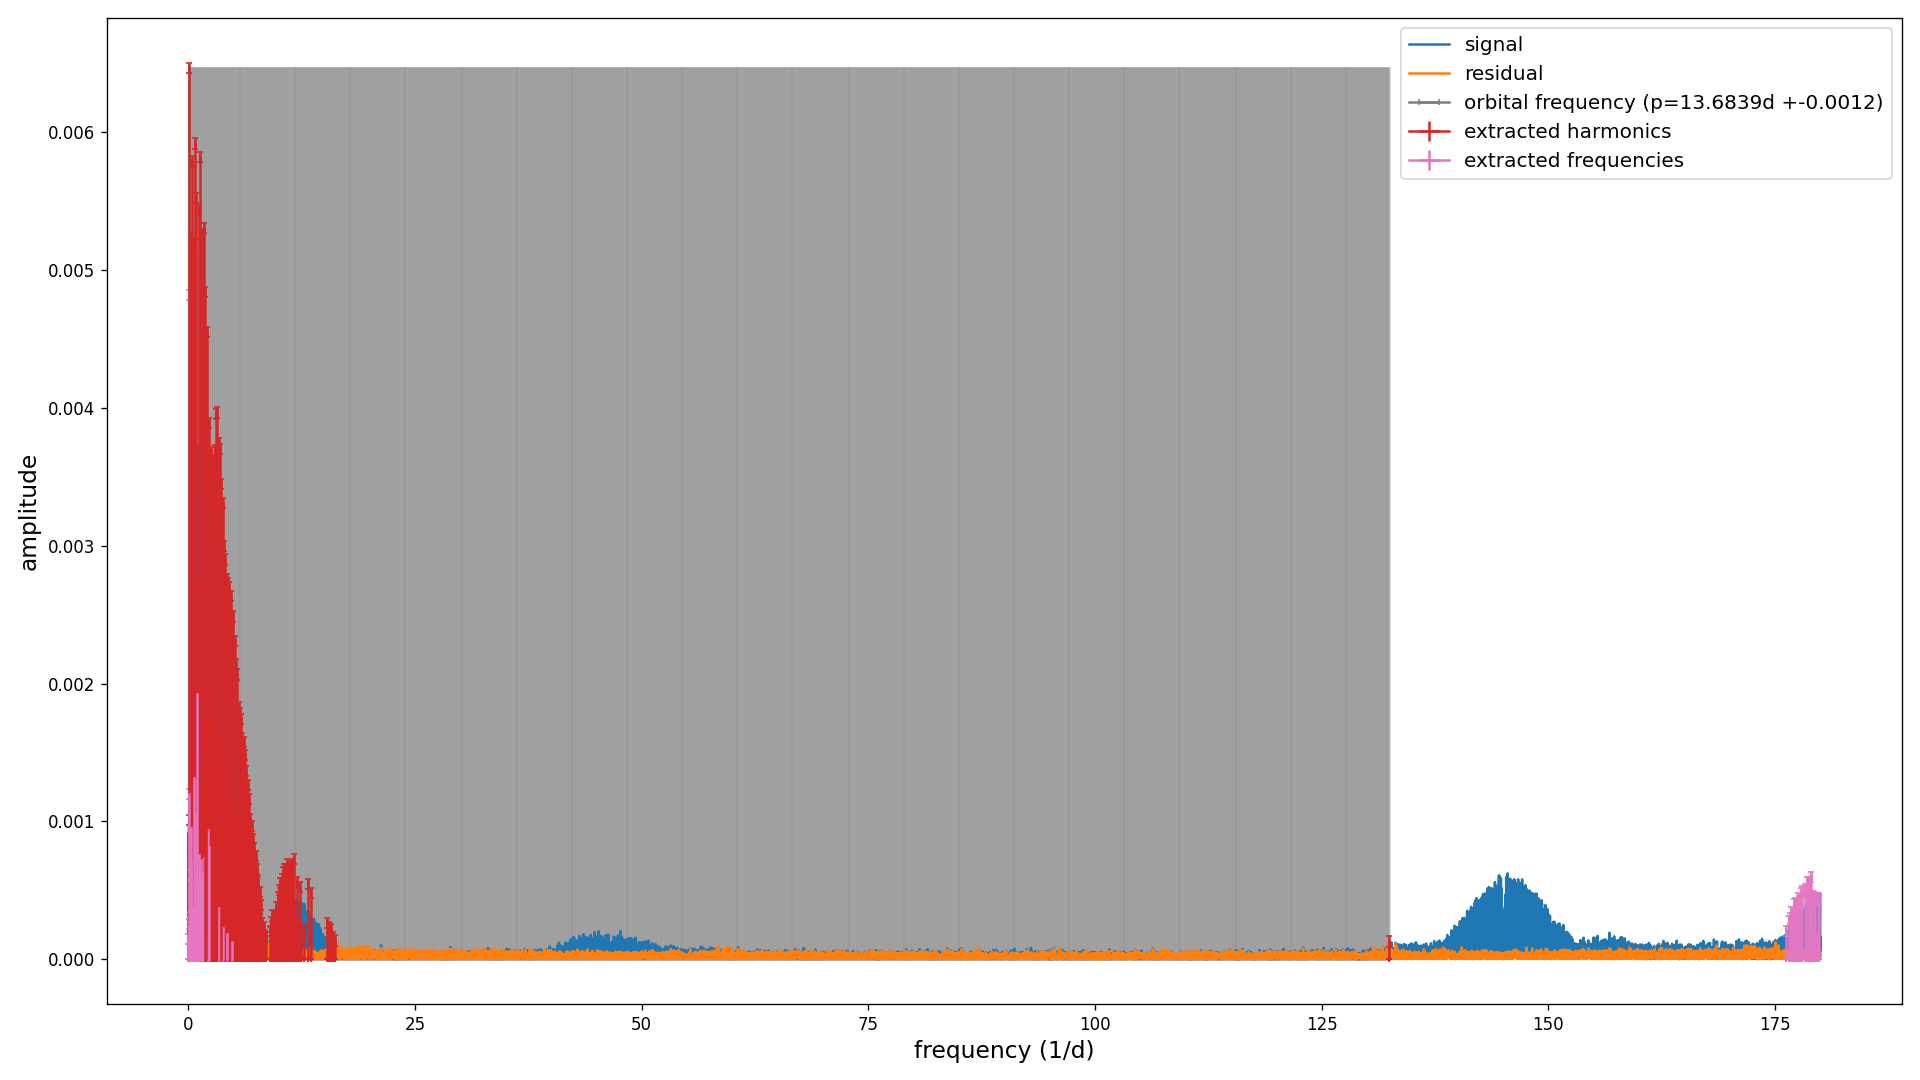 signal
residual
orbital frequency (p=13.6839d +-0.0012)
extracted harmonics
extracted frequencies
0.006
0.005
0.004
0.003
0.002
0.001
0.000
amplitude
0 25 50 75 100 125 150 175
frequency (1/d)